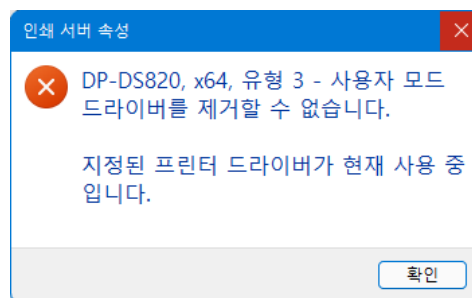 인쇄 서버 속성
DP-DS820, x64, 유형 3 - 사용자 모드
드라이버를 제거할 수 없습니다.
지정된 프린터 드라이버가 현재 사용 중
입니다.
확인